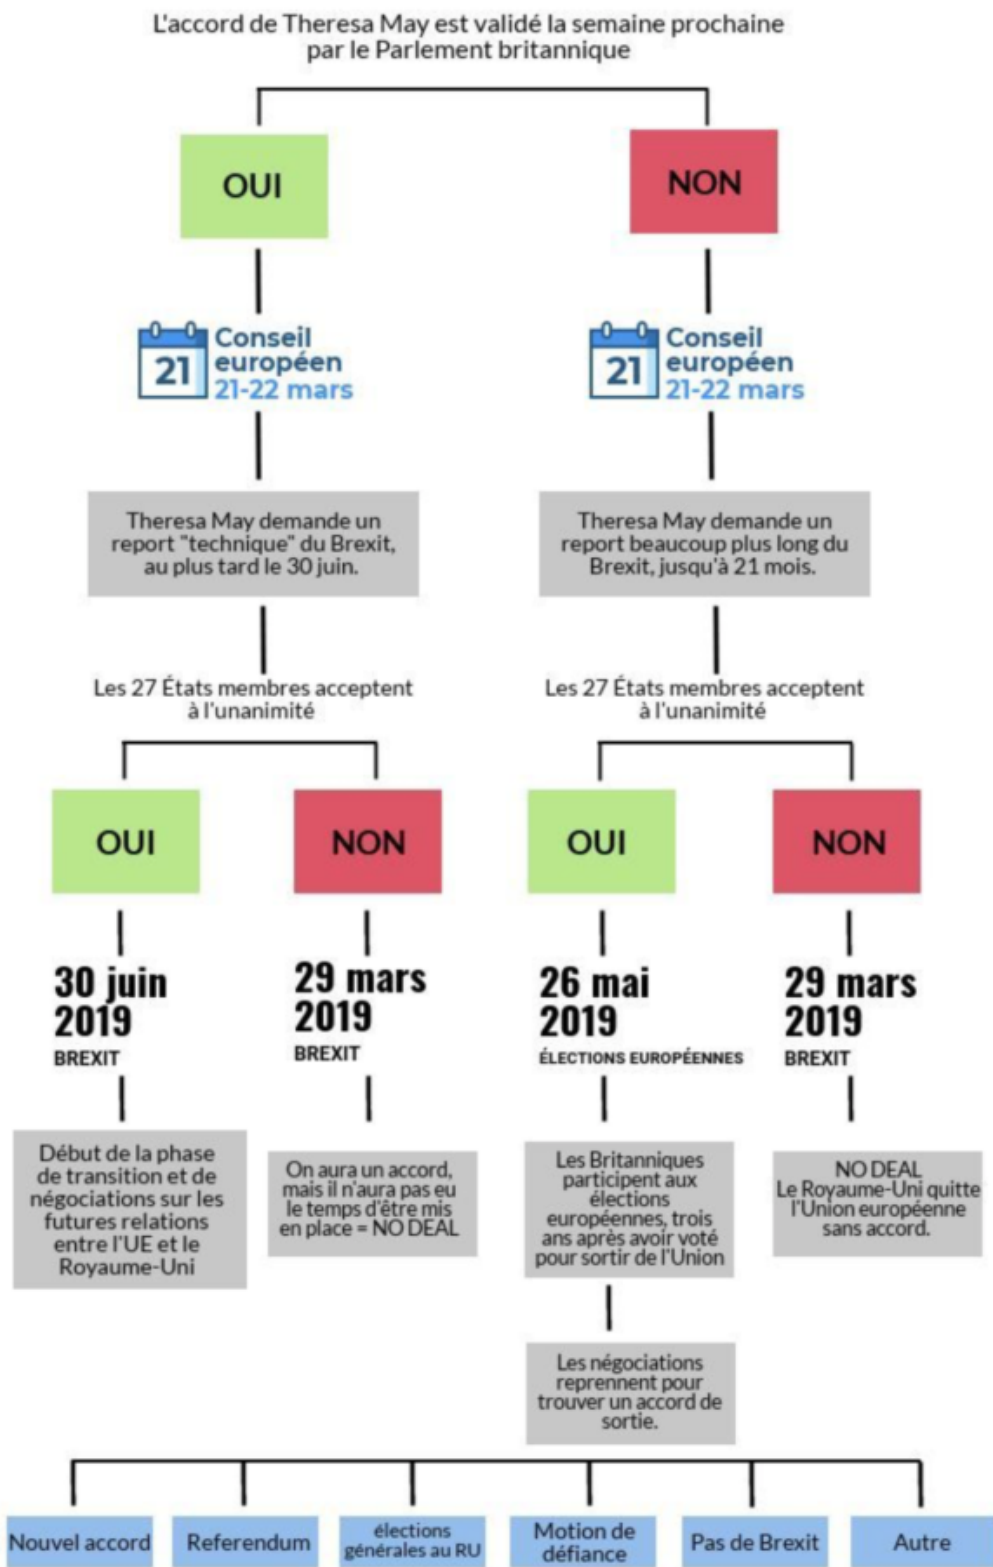 L'accord de Theresa May est validé la semaine prochaine
par le Parlement britannique
OUI
NON
21
Conseil
européen
21-22 mars
21
Conseil
européen
21-22 mars
Theresa May demande un
report "technique" du Brexit,
au plus tard le 30 juin.
Theresa May demande un
report beaucoup plus long du
Brexit, jusqu'à 21 mois.
Les 27 États membres acceptent
à l'unanimité
Les 27 États membres acceptent
à l'unanimité
OUI
NON
OUI
NON
30 juin
2019
BREXIT
29 mars
2019
BREXIT
26 mai
2019
ÉLECTIONS EUROPÉENNES
29 mars
2019
BREXIT
Début de la phase
de transition et de
négociations sur les
futures relations
entre l'UE et le
Royaume-Uni
On aura un accord,
mais il n'aura pas eu
le temps d'être mis
en place = NO DEAL
Les Britanniques
participent aux
élections
européennes, trois
ans après avoir voté
pour sortir de l'Union
NO DEAL
Le Royaume-Uni quitte
l'Union européenne
sans accord.
Les négociations
reprennent pour
trouver un accord de
sortie.
Nouvel accord
Referendum
élections
générales au RU
Motion de
défiance
Pas de Brexit
Autre